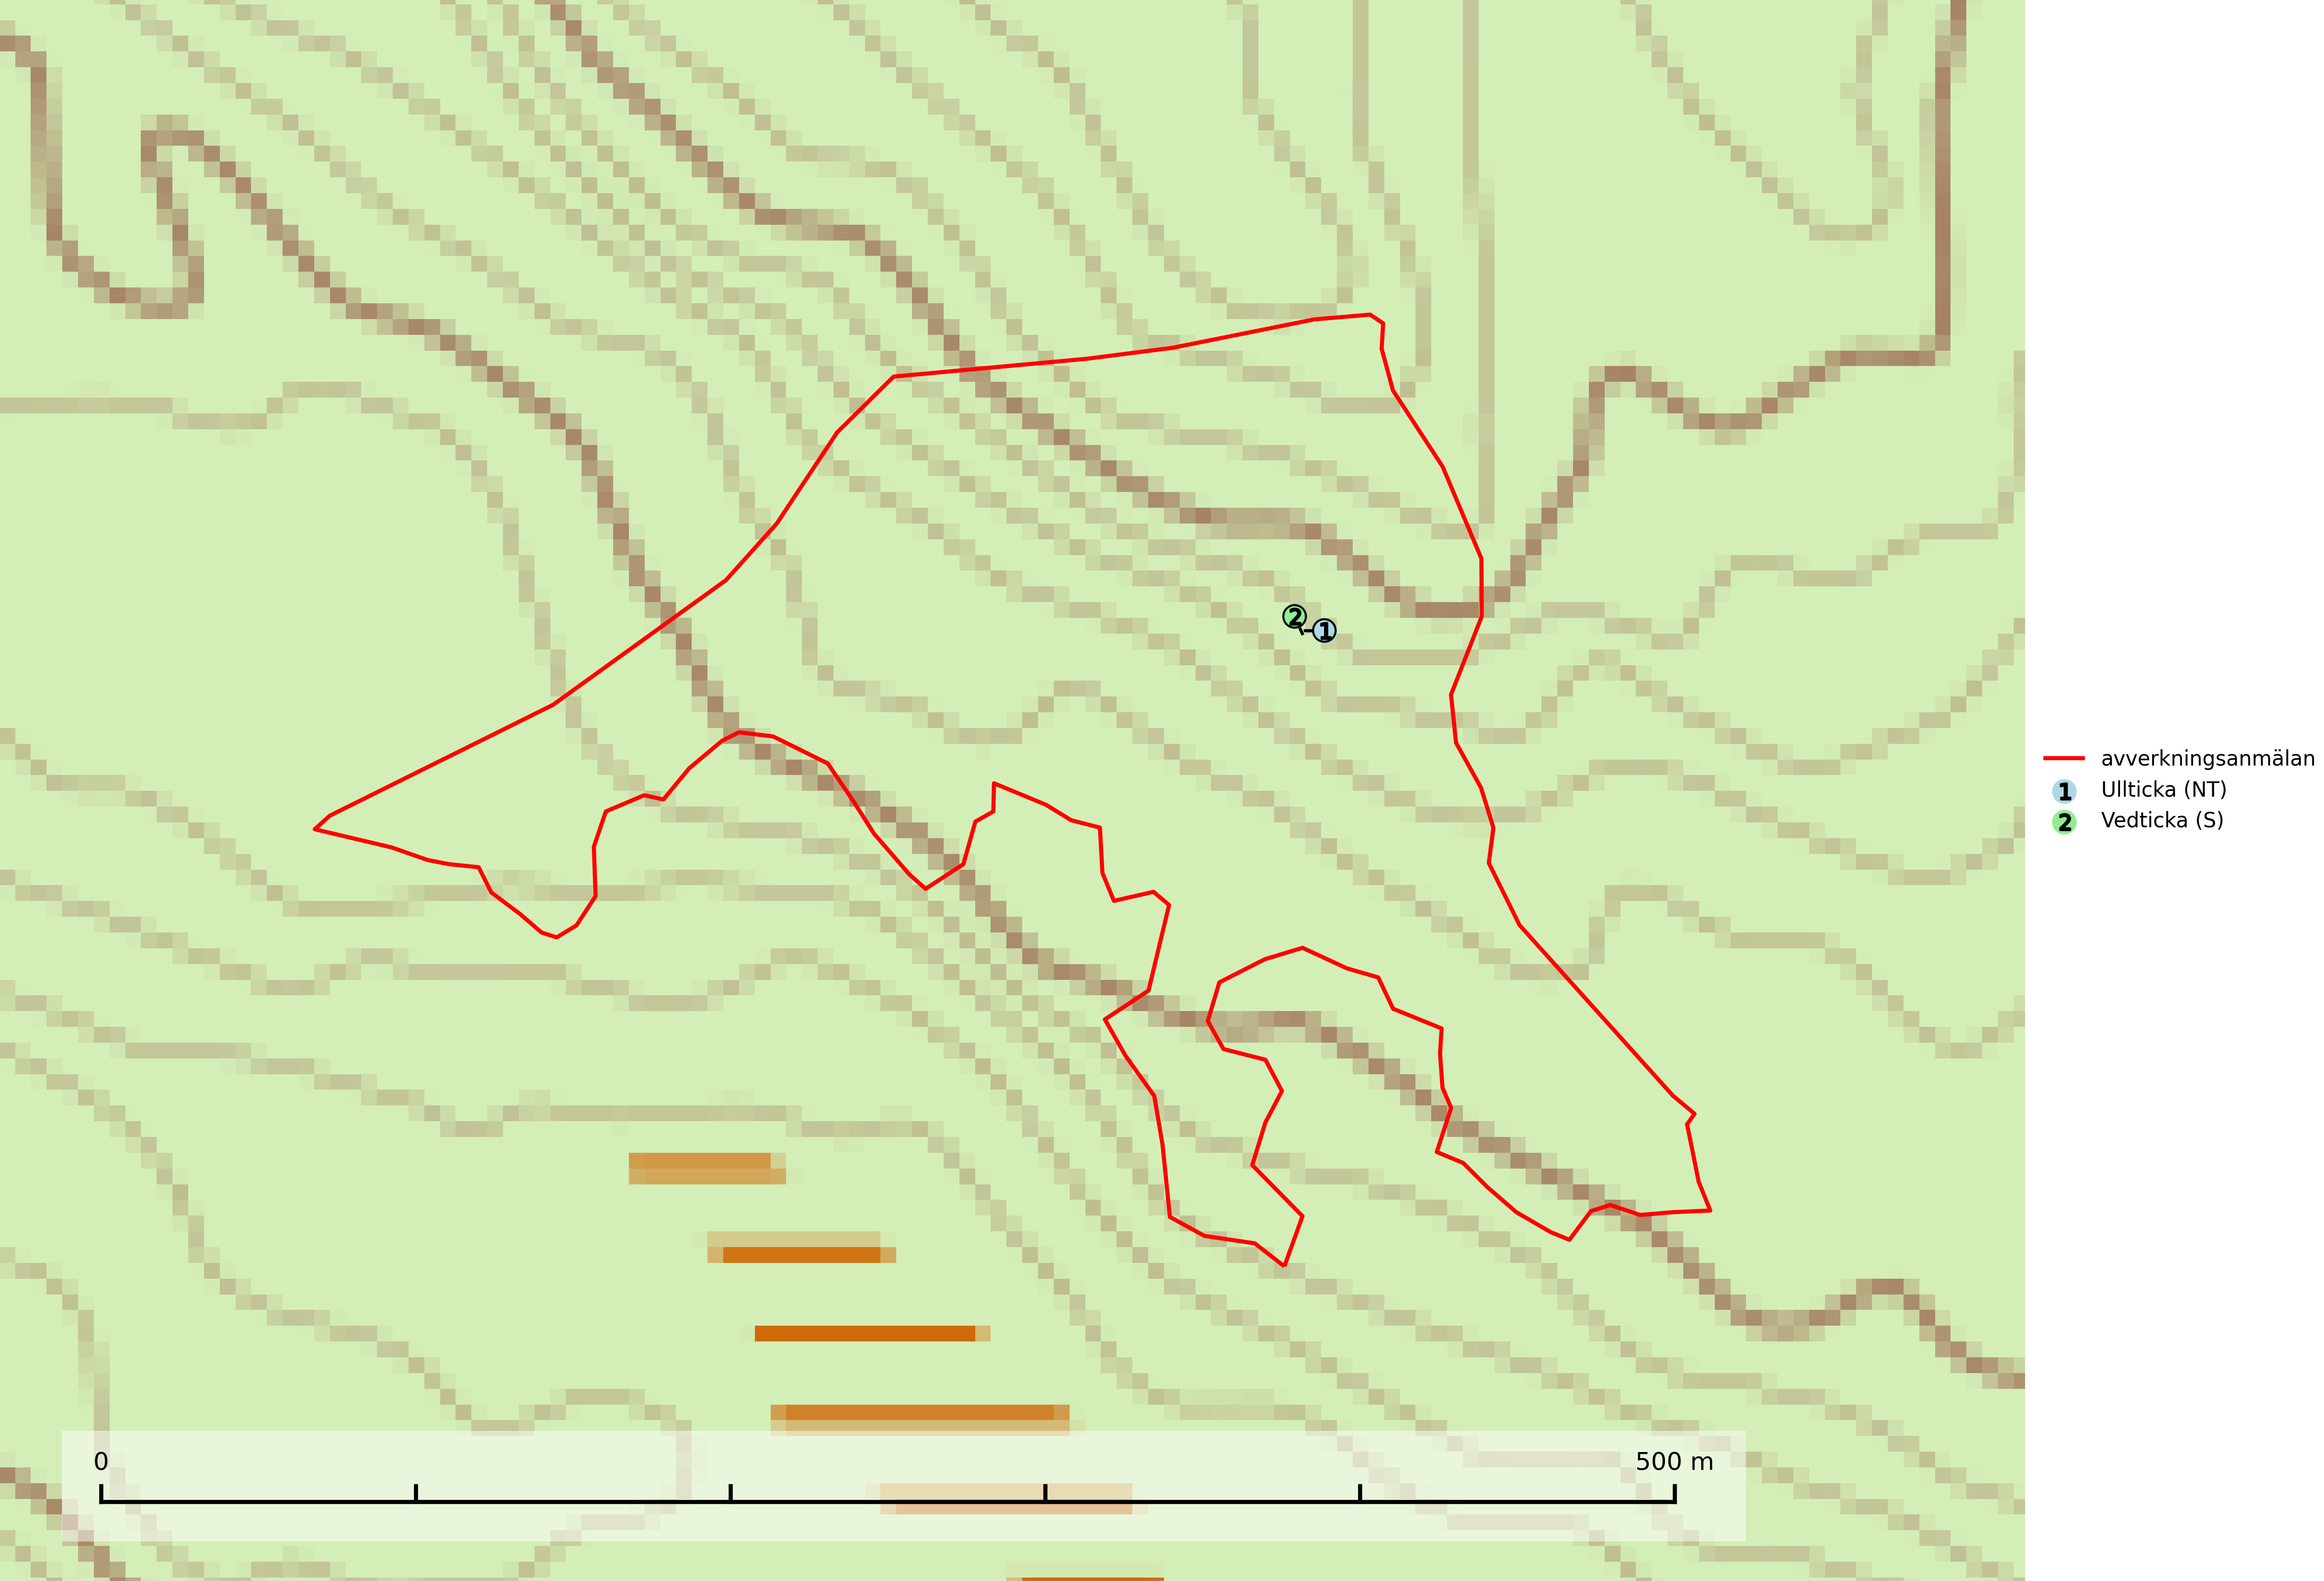 2
1
avverkningsanmälan
1 Ullticka (NT)
2 Vedticka (S)
0 500 m